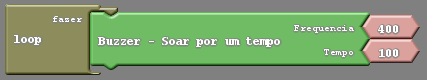 fazer
loop
Buzzer - Soar por um tempo
Frequencia
400
Tempo
100